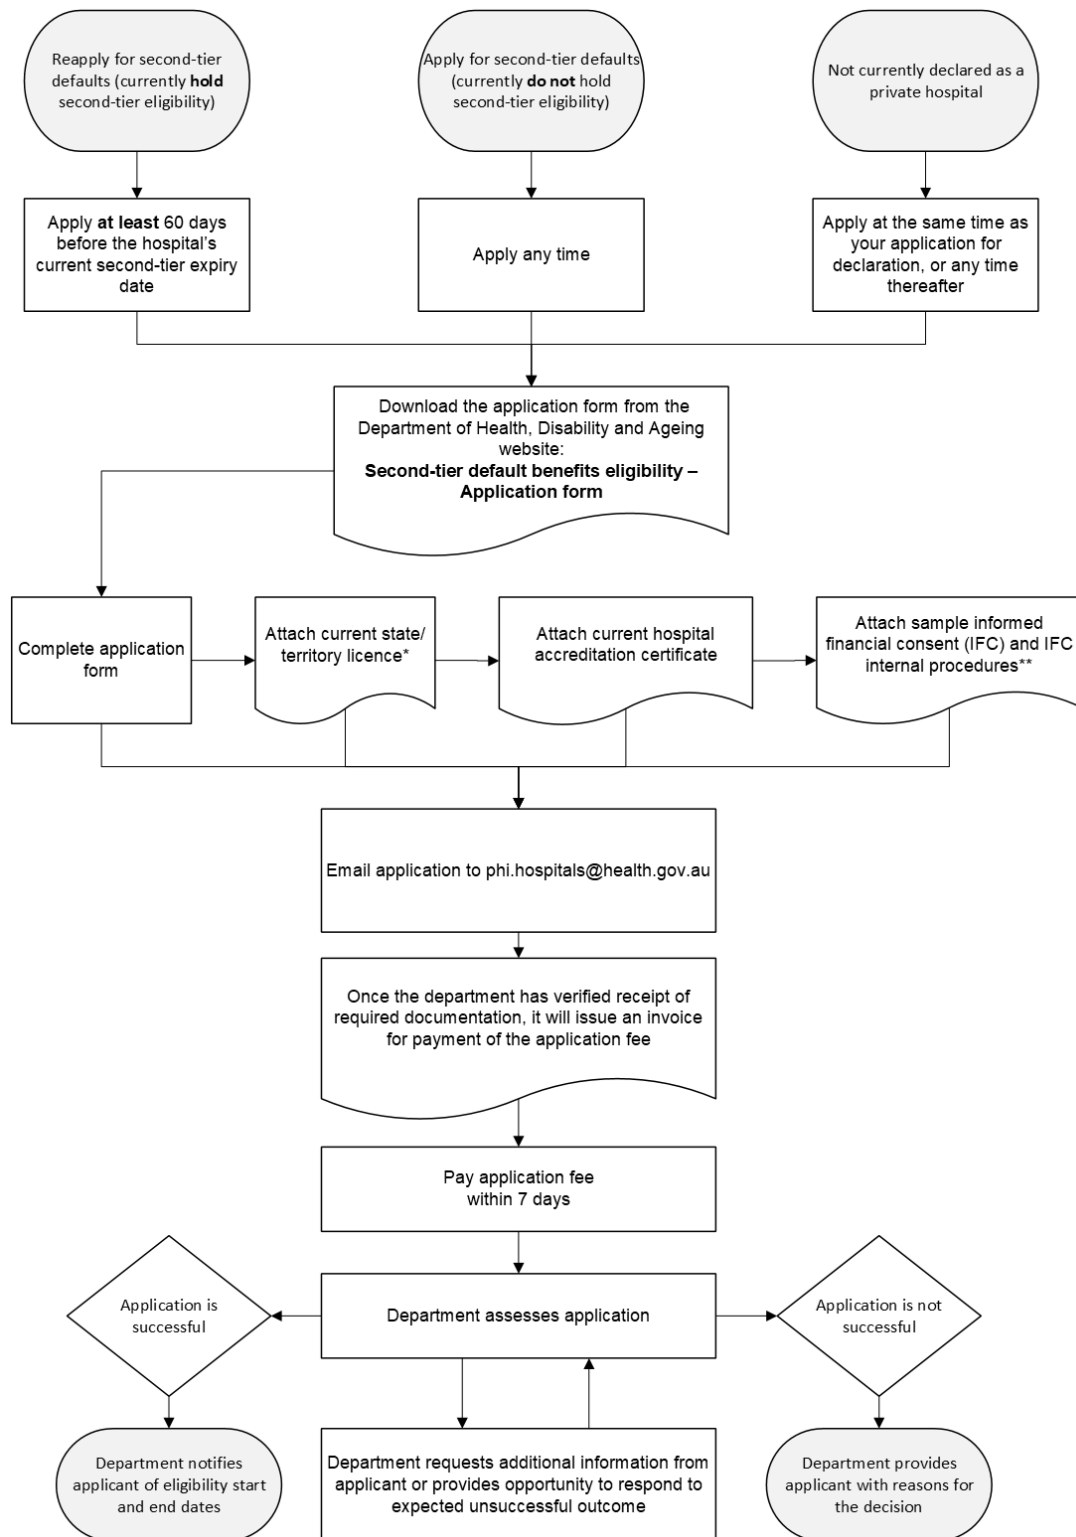 Reapply for second-tier
defaults (currently hold
second-tier eligibility)
Apply for second-tier defaults
(currently do not hold
second-tier eligibility)
Not currently declared as a
private hospital
Apply at least 60 days
before the hospital's
current second-tier expiry
date
Apply any time
Apply at the same time as
your application for
declaration, or any time
thereafter
Download the application form from the
Department of Health, Disability and Ageing
website:
Second-tier default benefits eligibility –
Application form
Complete application
form
Attach current state/
territory licence*
Attach current hospital
accreditation certificate
Attach sample informed
financial consent (IFC) and IFC
internal procedures**
Email application to phi.hospitals@health.gov.au
Once the department has verified receipt of
required documentation, it will issue an invoice
for payment of the application fee
Pay application fee
within 7 days
Application is
successful
Department assesses application
Application is not
successful
Department notifies
applicant of eligibility start
and end dates
Department requests additional information from
applicant or provides opportunity to respond to
expected unsuccessful outcome
Department provides
applicant with reasons for
the decision